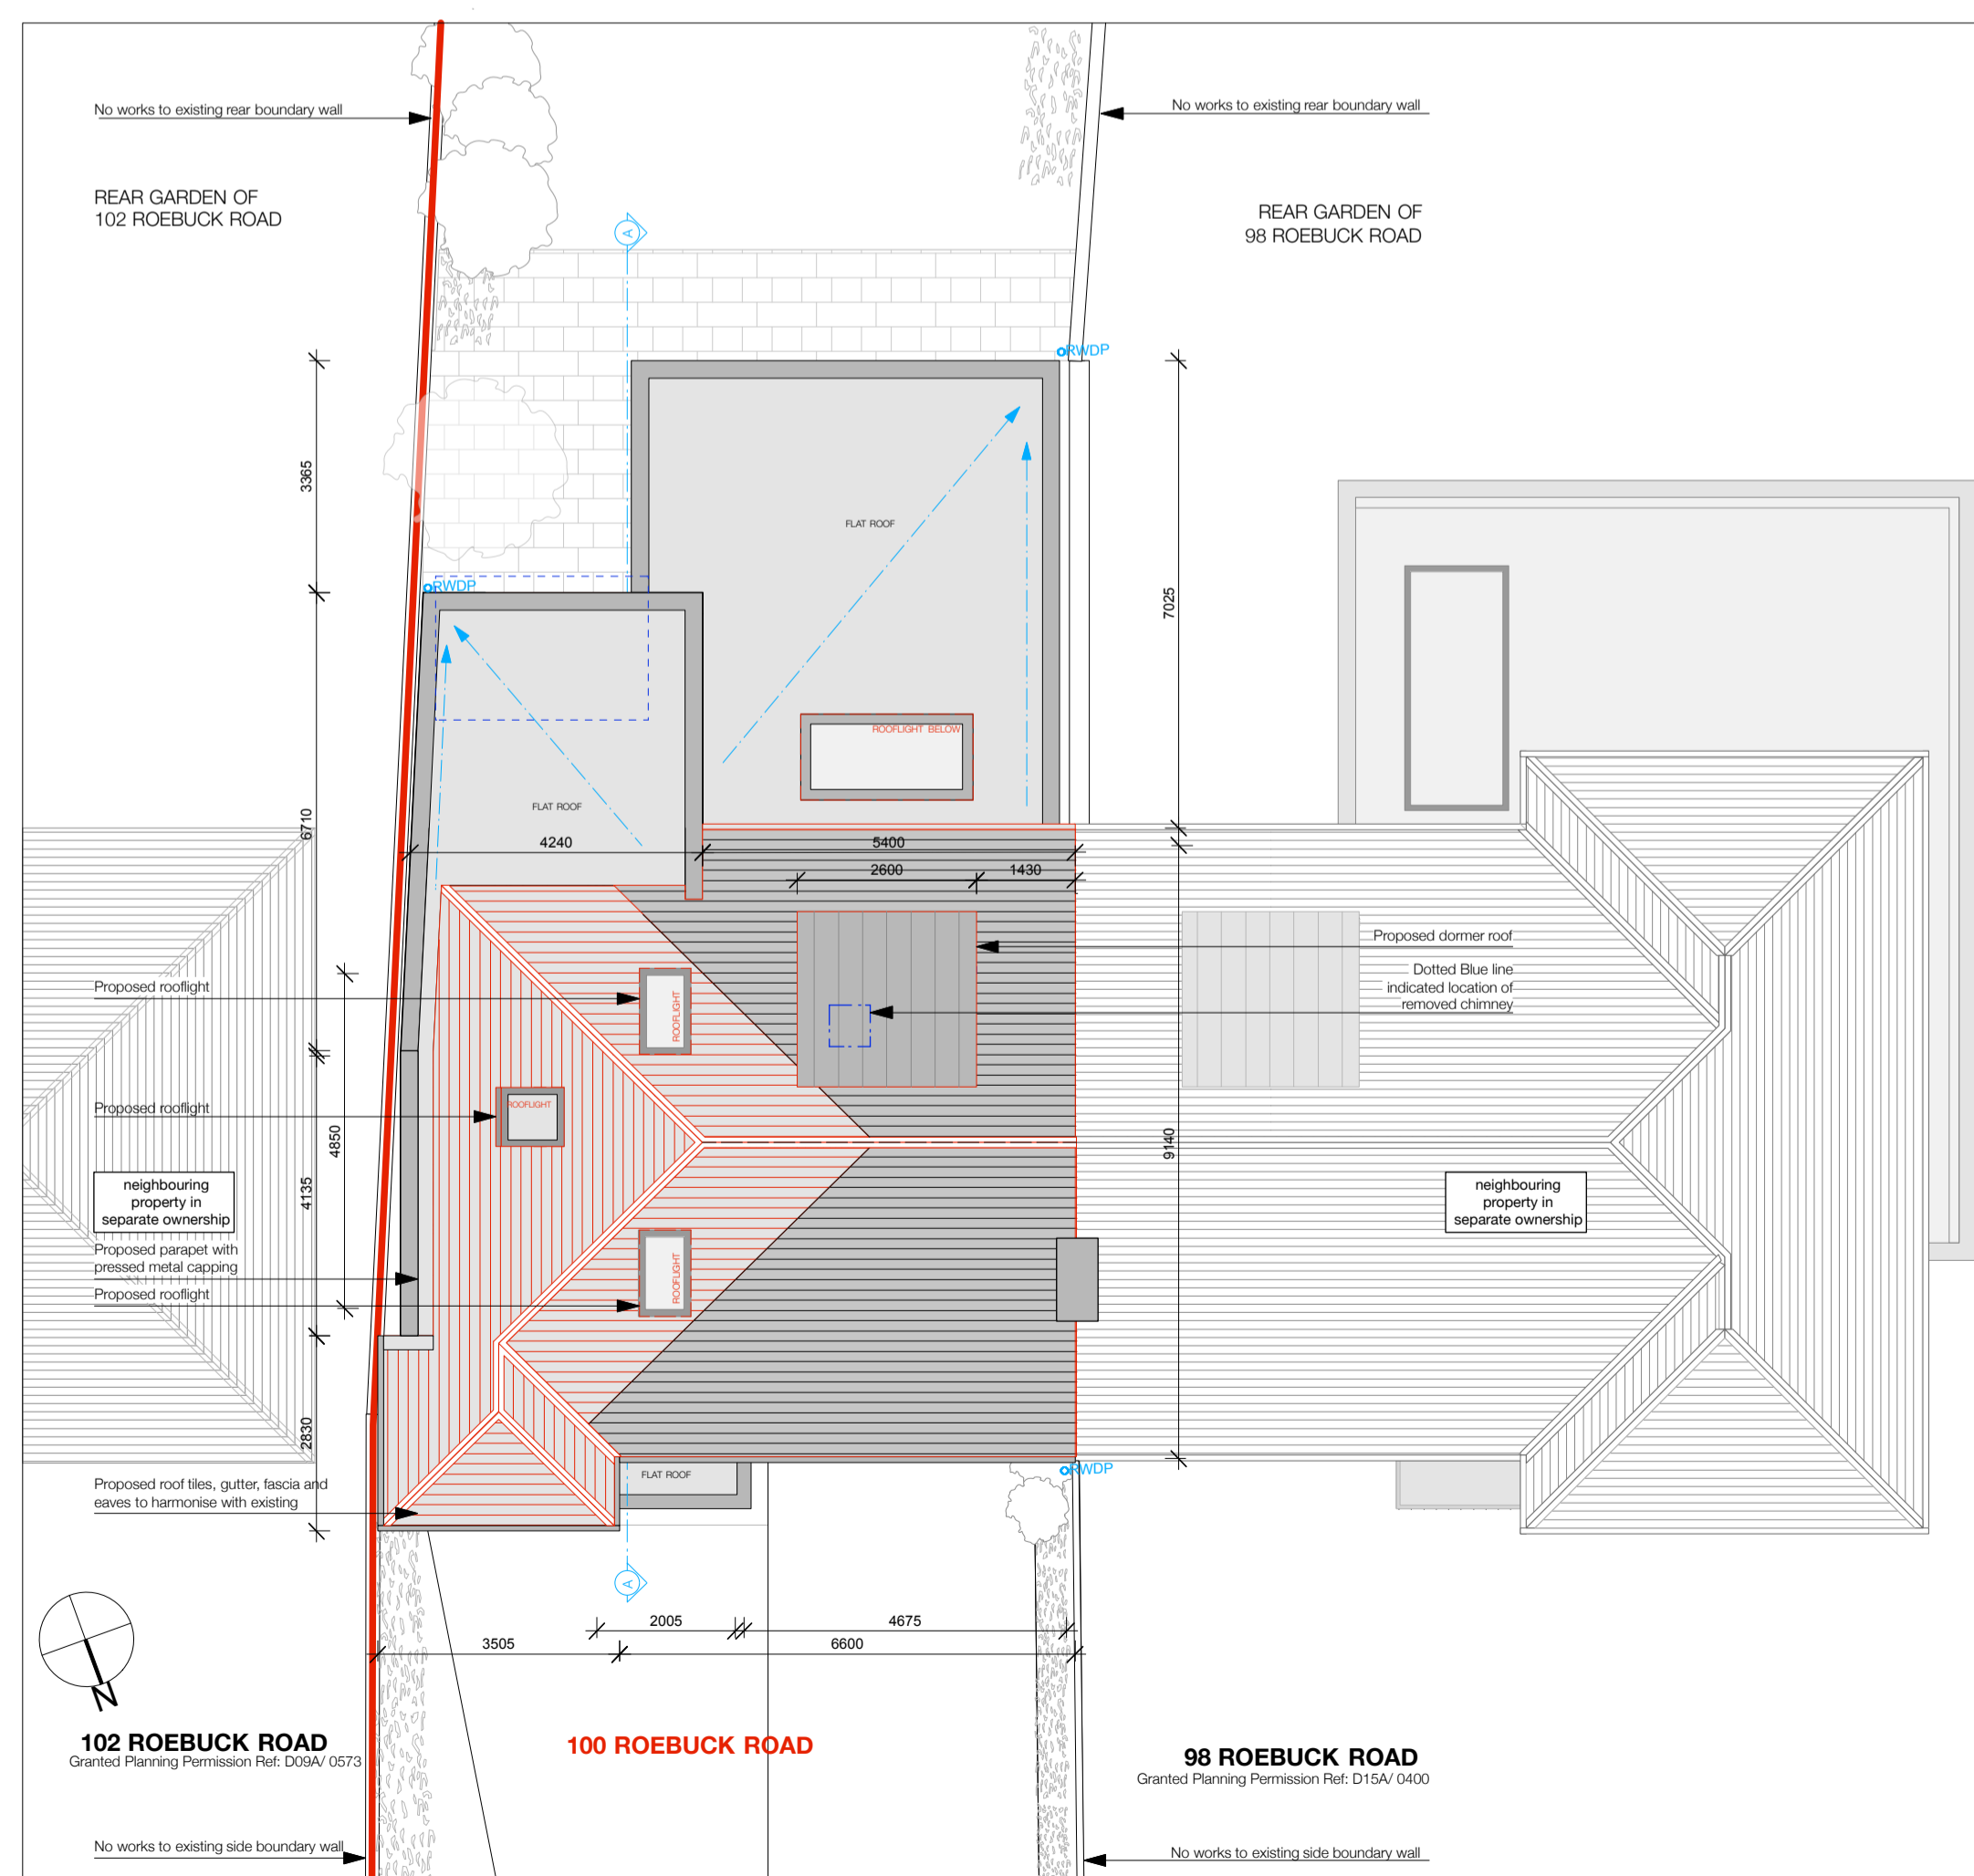 No works to existing rear boundary wall
No works to existing rear boundary wall
REAR GARDEN OF
102 ROEBUCK ROAD
REAR GARDEN OF
98 ROEBUCK ROAD
A
RWDP
3365
FLAT ROOF
RWDP
7025
ROOFLIGHT BELOW
FLAT ROOF
6710
4240
5400
2600
1430
Proposed dormer roof
Dotted Blue line
indicated location of
removed chimney
Proposed rooflight
ROOFLIGHT
Proposed rooflight
ROOFLIGHT
4850
9140
4135
neighbouring
property in
separate ownership
neighbouring
property in
separate ownership
Proposed parapet with
pressed metal capping
Proposed rooflight
ROOFLIGHT
2830
FLAT ROOF
RWDP
Proposed roof tiles, gutter, fascia and
eaves to harmonise with existing
A
2005
4675
3505
6600
N
102 ROEBUCK ROAD
Granted Planning Permission Ref: D09A/ 0573
100 ROEBUCK ROAD
98 ROEBUCK ROAD
Granted Planning Permission Ref: D15A/ 0400
No works to existing side boundary wall
No works to existing side boundary wall